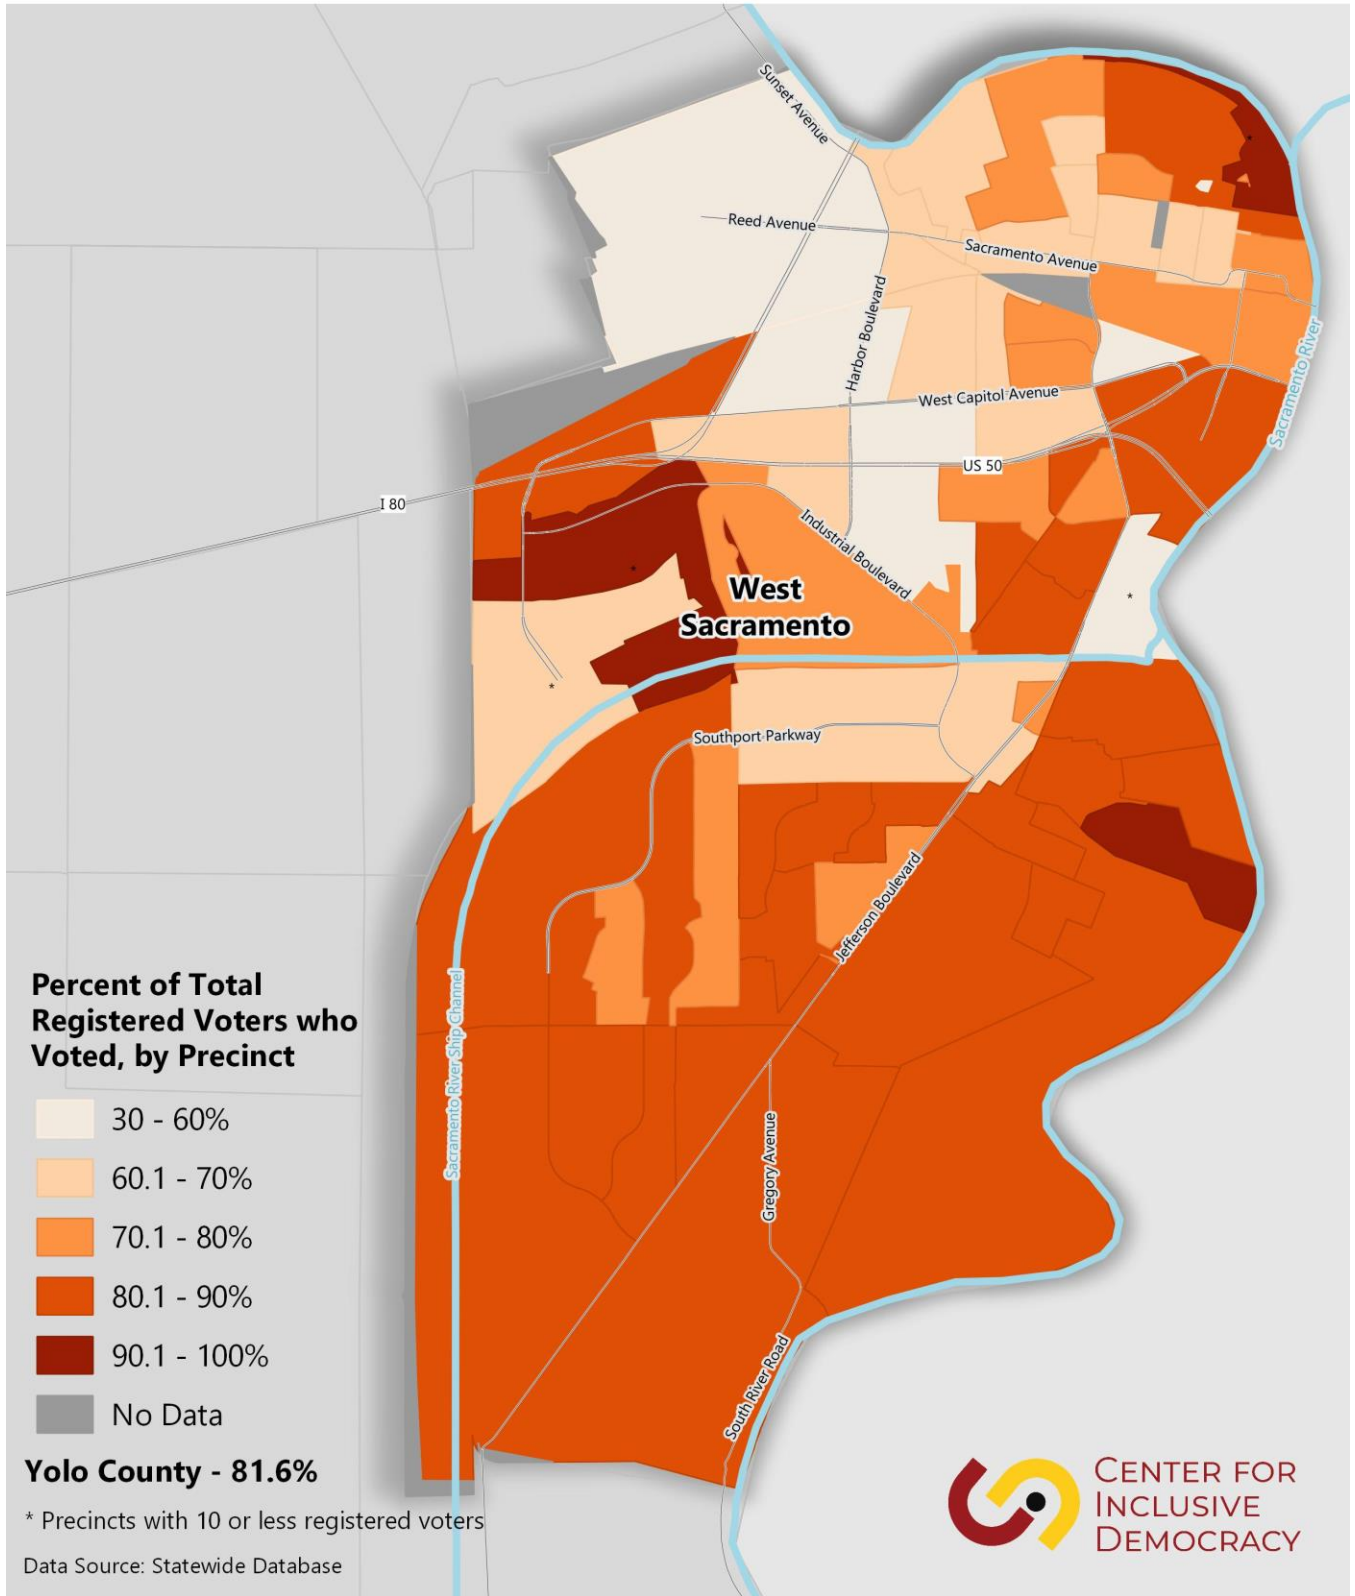 Sunset Avenue
Reed Avenue
Sacramento Avenue
Harbor Boulevard
Sacramento River
West Capitol Avenue
US 50
I 80
Industrial Boulevard
West
Sacramento
*
*
*
*
Southport Parkway
Jefferson Boulevard
Sacramento River Ship Channel
Gregory Avenue
South River Road
Percent of Total
Registered Voters who
Voted, by Precinct
30 - 60%
60.1 - 70%
70.1 - 80%
80.1 - 90%
90.1 - 100%
No Data
Yolo County - 81.6%
* Precincts with 10 or less registered voters
Data Source: Statewide Database
CENTER FOR
INCLUSIVE
DEMOCRACY